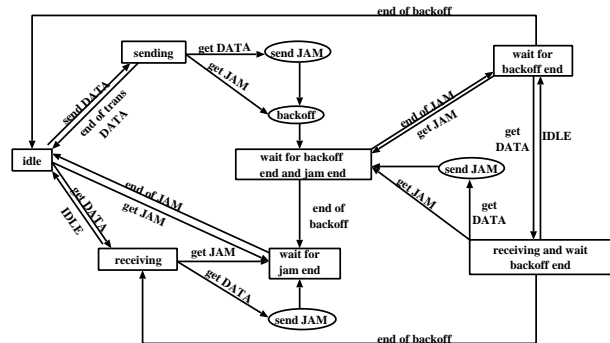 end of backoff
sending
get DATA
send JAM
wait for
backoff end
get JAM
send DATA
end of trans
DATA
backoff
end of JAM
get JAM
get
DATA
IDLE
idle
wait for backoff
end and jam end
send JAM
end of JAM
get JAM
get DATA
IDLE
end of
backoff
get JAM
get
DATA
receiving
get JAM
wait for
jam end
receiving and wait
backoff end
get DATA
send JAM
end of backoff